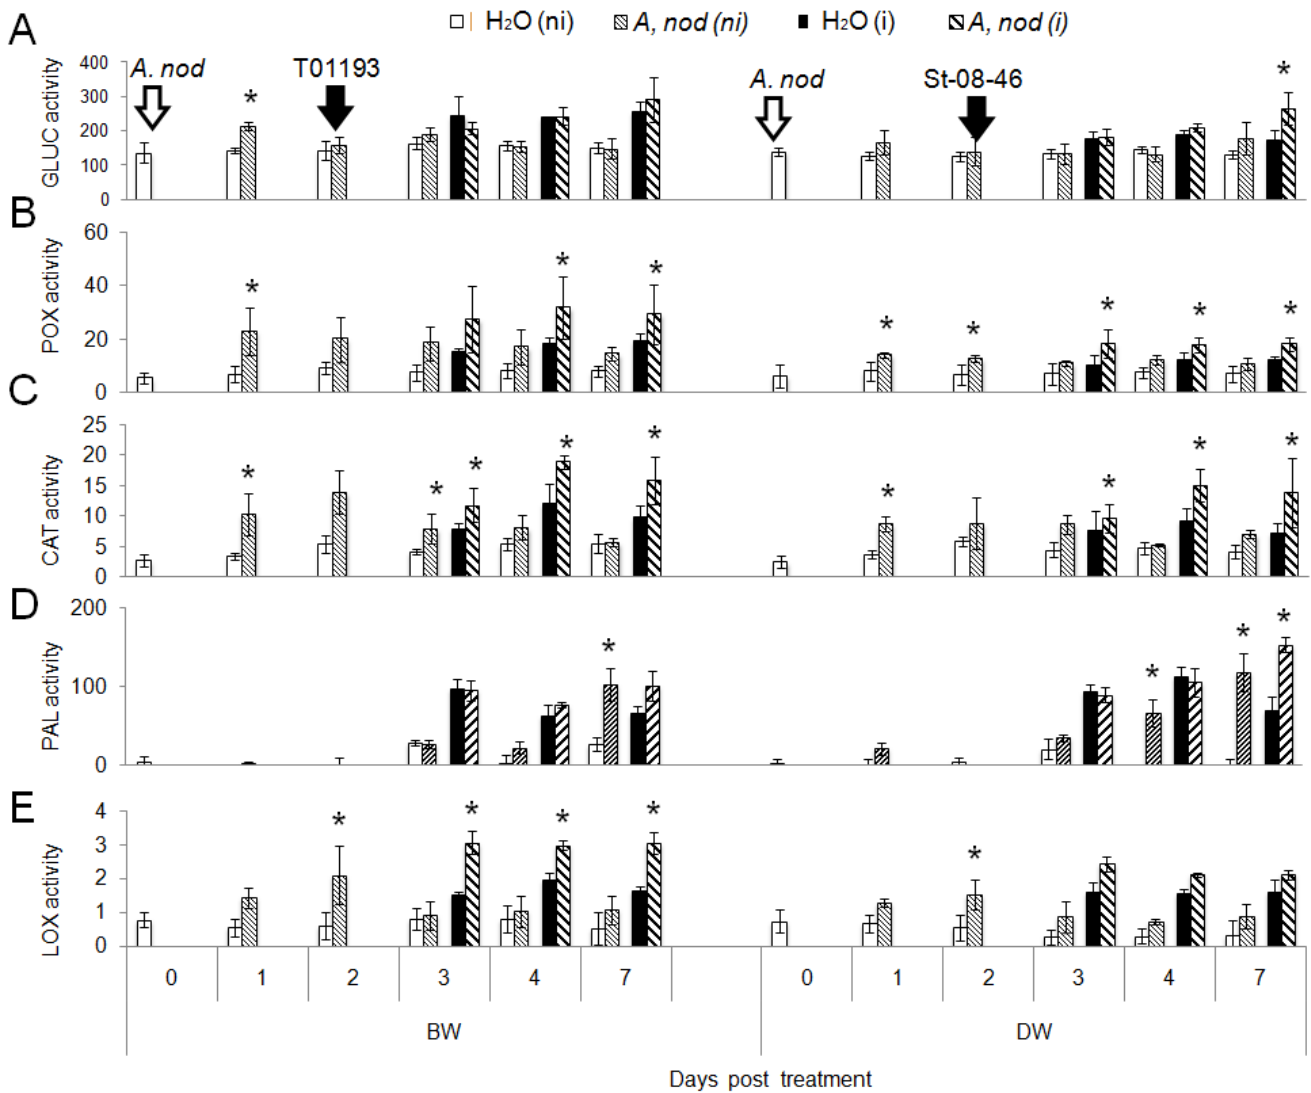 H₂O (ni) A, nod (ni) H₂O (i) A, nod (i)
A
GLUC activity
400
300
200
100
0
A. nod
T01193
A. nod
St-08-46
*
*
B
POX activity
60
40
20
0
* * * * * * * *
C
CAT activity
25
20
15
10
5
0
* * * * * * * * *
D
PAL activity
200
100
0
* * * *
E
LOX activity
4
3
2
1
0
* * * * *
0 1 2 3 4 7 0 1 2 3 4 7
BW DW
Days post treatment